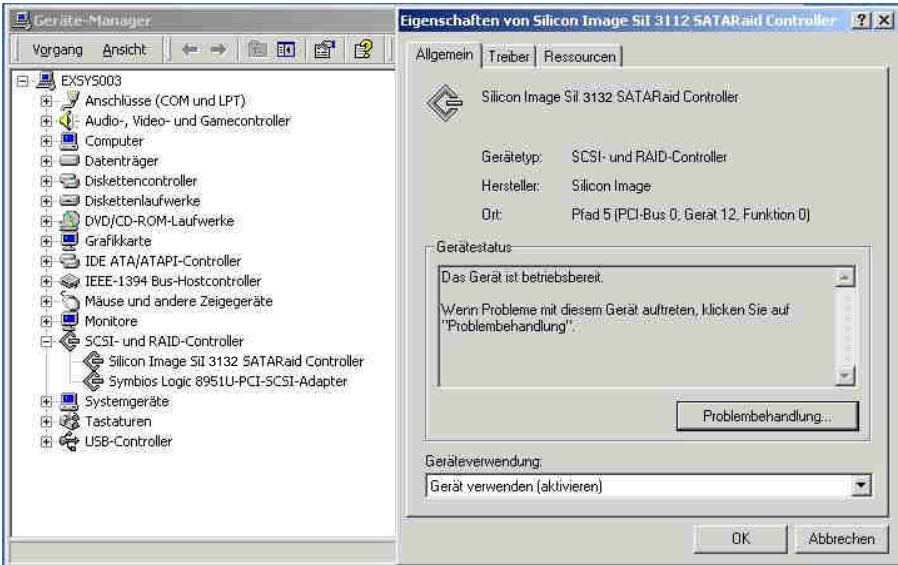 Geräte-Manager
Vorgang Ansicht
EXSYS003
Anschlüsse (COM und LPT)
Audio-, Video- und Gamecontroller
Computer
Datenträger
Diskettencontroller
Diskettenlaufwerke
DVD/CD-ROM-Laufwerke
Grafikkarte
IDE ATA/ATAPI-Controller
IEEE-1394 Bus-Hostcontroller
Mäuse und andere Zeigegeräte
Monitore
SCSI- und RAID-Controller
Silicon Image SiI 3132 SATARaid Controller
Symbios Logic 8951U-PCI-SCSI-Adapter
Systemgeräte
Tastaturen
USB-Controller
Eigenschaften von Silicon Image SiI 3112 SATARaid Controller
Allgemein Treiber Ressourcen
Silicon Image SiI 3132 SATARaid Controller
Gerätetyp: SCSI- und RAID-Controller
Hersteller: Silicon Image
Ort: Pfad 5 (PCI-Bus 0, Gerät 12, Funktion 0)
Gerätestatus
Das Gerät ist betriebsbereit.
Wenn Probleme mit diesem Gerät auftreten, klicken Sie auf
"Problembehandlung".
Problembehandlung...
Geräteverwendung:
Gerät verwenden (aktivieren)
OK Abbrechen